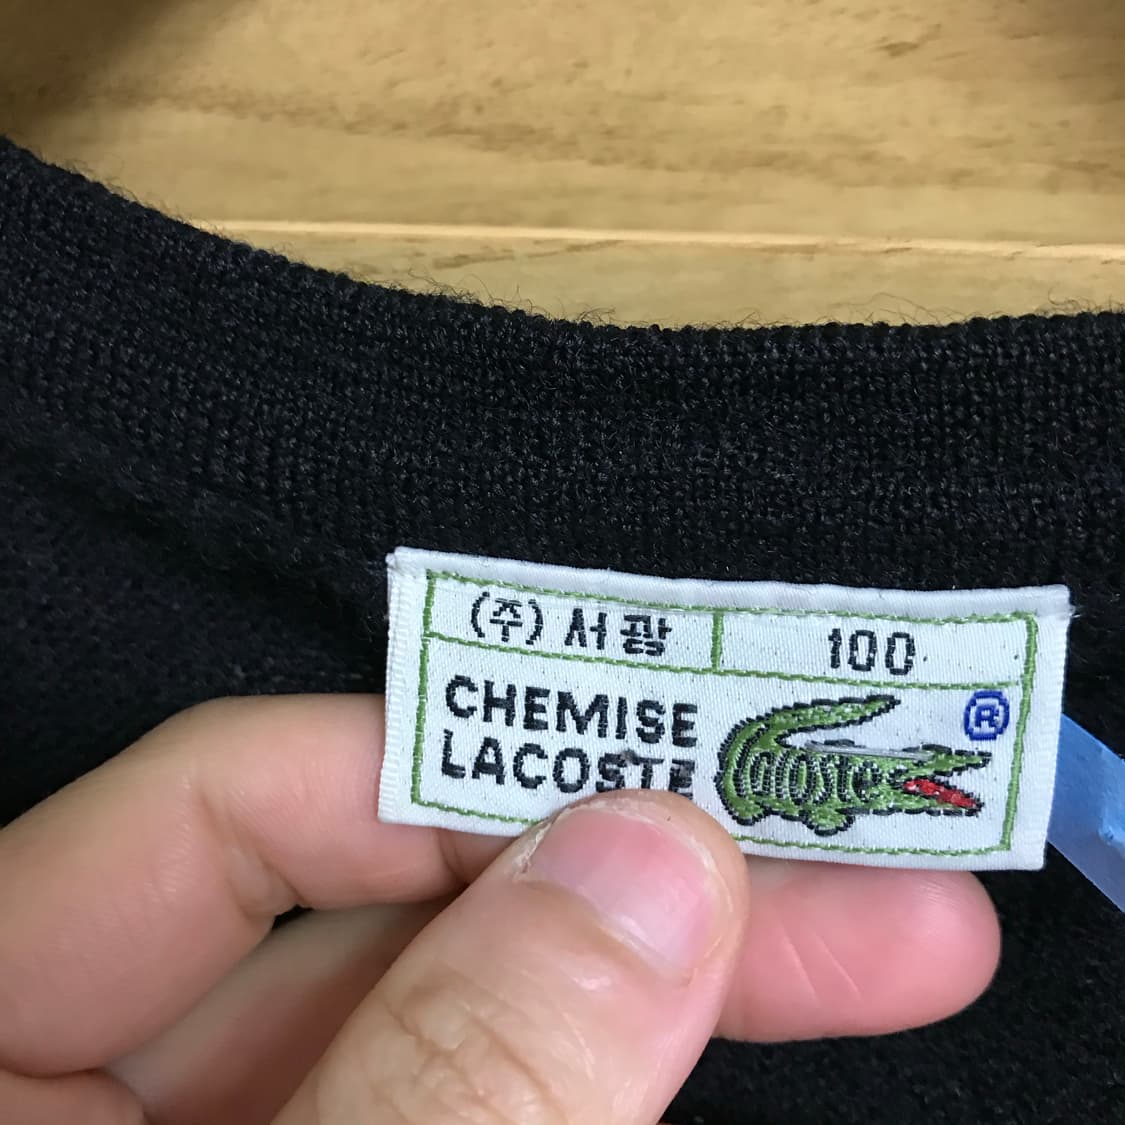 (주) 서광 100
CHEMISE
LACOSTE
Lacoste ®